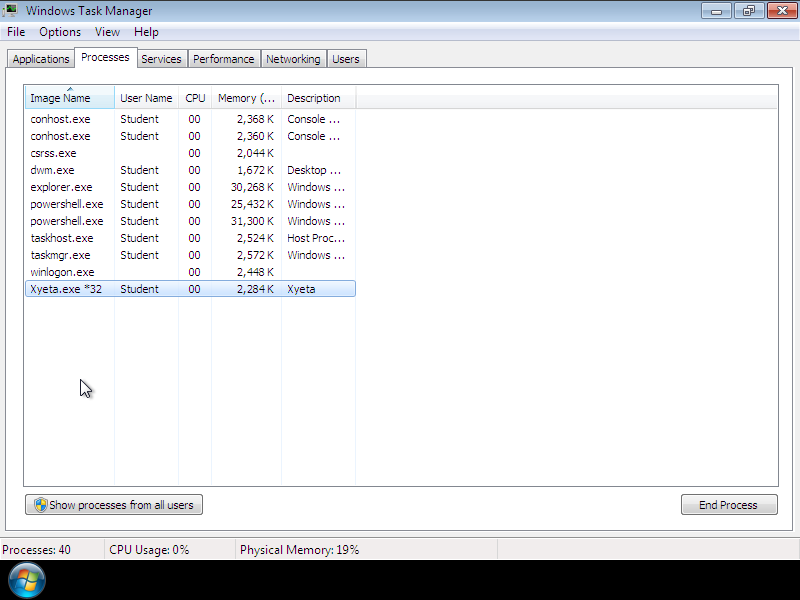 Windows Task Manager
File Options View Help
Applications Processes Services Performance Networking Users
Image Name User Name CPU Memory (... Description
conhost.exe Student 00 2,368 K Console ...
conhost.exe Student 00 2,360 K Console ...
csrss.exe 00 2,044 K
dwm.exe Student 00 1,672 K Desktop ...
explorer.exe Student 00 30,268 K Windows ...
powershell.exe Student 00 25,432 K Windows ...
powershell.exe Student 00 31,300 K Windows ...
taskhost.exe Student 00 2,524 K Host Proc...
taskmgr.exe Student 00 2,572 K Windows ...
winlogon.exe 00 2,448 K
Xyeta.exe *32 Student 00 2,284 K Xyeta
Show processes from all users End Process
Processes: 40 CPU Usage: 0% Physical Memory: 19%